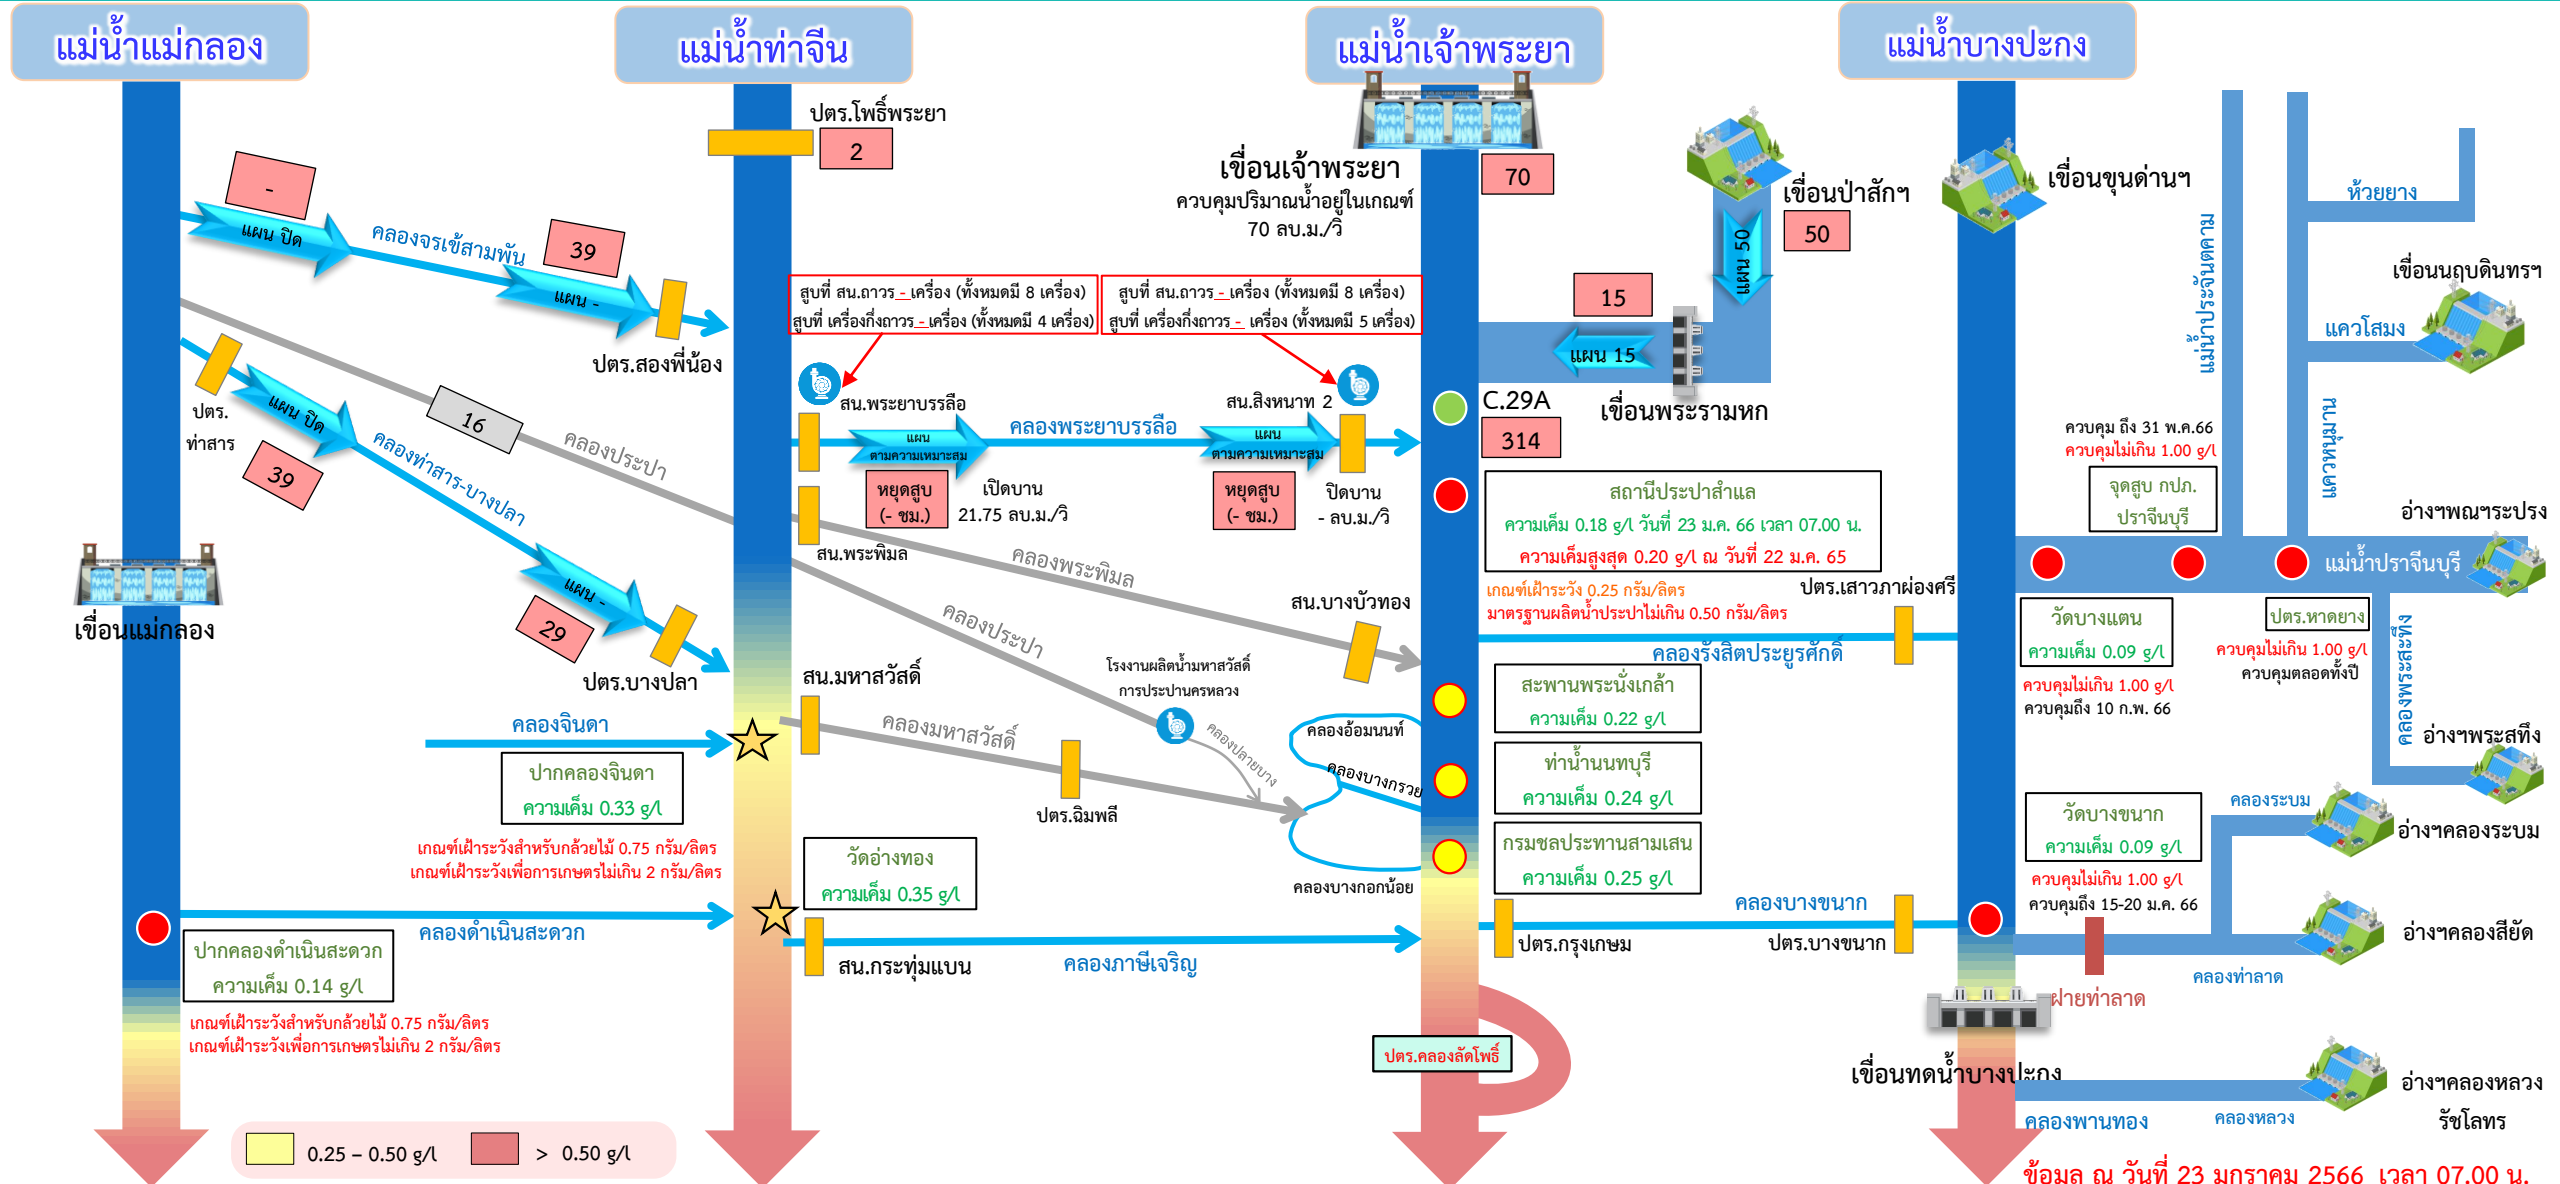 แม่น้ำแม่กลอง
แม่น้ำท่าจีน
แม่น้ำเจ้าพระยา
แม่น้ำบางปะกง
ปตร.โพธิ์พระยา
2
-
แผน ปิด
คลองจรเข้สามพัน
39
แผน -
ปตร.สองพี่น้อง
ปตร.
ท่าสาร
แผน ปิด
39
คลองท่าสาร-บางปลา
แผน -
29
ปตร.บางปลา
16
คลองประปา
เขื่อนแม่กลอง
คลองจินดา
ปากคลองจินดา
ความเค็ม 0.33 g/l
เกณฑ์เฝ้าระวังสำหรับกล้วยไม้ 0.75 กรัม/ลิตร
เกณฑ์เฝ้าระวังเพื่อการเกษตรไม่เกิน 2 กรัม/ลิตร
คลองดำเนินสะดวก
ปากคลองดำเนินสะดวก
ความเค็ม 0.14 g/l
เกณฑ์เฝ้าระวังสำหรับกล้วยไม้ 0.75 กรัม/ลิตร
เกณฑ์เฝ้าระวังเพื่อการเกษตรไม่เกิน 2 กรัม/ลิตร
0.25 – 0.50 g/l
> 0.50 g/l
เขื่อนเจ้าพระยา
ควบคุมปริมาณน้ำอยู่ในเกณฑ์
70 ลบ.ม./วิ
70
สูบที่ สน.ถาวร - เครื่อง (ทั้งหมดมี 8 เครื่อง)
สูบที่ เครื่องกึ่งถาวร - เครื่อง (ทั้งหมดมี 4 เครื่อง)
สูบที่ สน.ถาวร - เครื่อง (ทั้งหมดมี 8 เครื่อง)
สูบที่ เครื่องกึ่งถาวร - เครื่อง (ทั้งหมดมี 5 เครื่อง)
สน.พระยาบรรลือ
แผน
ตามความเหมาะสม
คลองพระยาบรรลือ
สน.สิงหนาท 2
แผน
ตามความเหมาะสม
หยุดสูบ
(- ชม.)
เปิดบาน
21.75 ลบ.ม./วิ
หยุดสูบ
(- ชม.)
ปิดบาน
- ลบ.ม./วิ
สน.พระพิมล
คลองพระพิมล
สน.บางบัวทอง
คลองประปา
โรงงานผลิตน้ำมหาสวัสดิ์
การประปานครหลวง
คลองปลายบาง
สน.มหาสวัสดิ์
คลองมหาสวัสดิ์
ปตร.ฉิมพลี
คลองอ้อมนนท์
คลองบางกรวย
คลองบางกอกน้อย
วัดอ่างทอง
ความเค็ม 0.35 g/l
สน.กระทุ่มแบน
คลองภาษีเจริญ
ปตร.คลองลัดโพธิ์
เขื่อนป่าสักฯ
50
แผน 50
15
แผน 15
เขื่อนพระรามหก
C.29A
314
สถานีประปาสำแล
ความเค็ม 0.18 g/l วันที่ 23 ม.ค. 66 เวลา 07.00 น.
ความเค็มสูงสุด 0.20 g/l ณ วันที่ 22 ม.ค. 65
เกณฑ์เฝ้าระวัง 0.25 กรัม/ลิตร
มาตรฐานผลิตน้ำประปาไม่เกิน 0.50 กรัม/ลิตร
ปตร.เสาวภาผ่องศรี
คลองรังสิตประยูรศักดิ์
สะพานพระนั่งเกล้า
ความเค็ม 0.22 g/l
ท่าน้ำนนทบุรี
ความเค็ม 0.24 g/l
กรมชลประทานสามเสน
ความเค็ม 0.25 g/l
คลองบางขนาก
ปตร.กรุงเกษม
ปตร.บางขนาก
เขื่อนขุนด่านฯ
แม่น้ำประจันตคาม
ห้วยยาง
เขื่อนนฤบดินทรฯ
แควโสมง
แควหนุมาน
ควบคุม ถึง 31 พ.ค.66
ควบคุมไม่เกิน 1.00 g/l
จุดสูบ กปภ.
ปราจีนบุรี
อ่างฯพณฯระปรง
แม่น้ำปราจีนบุรี
วัดบางแตน
ความเค็ม 0.09 g/l
ควบคุมไม่เกิน 1.00 g/l
ควบคุมถึง 10 ก.พ. 66
ปตร.หาดยาง
ควบคุมไม่เกิน 1.00 g/l
ควบคุมตลอดทั้งปี
คลองพระสะทึง
อ่างฯพระสทึง
วัดบางขนาก
ความเค็ม 0.09 g/l
ควบคุมไม่เกิน 1.00 g/l
ควบคุมถึง 15-20 ม.ค. 66
คลองระบม
อ่างฯคลองระบม
อ่างฯคลองสียัด
คลองท่าลาด
ฝายท่าลาด
เขื่อนทดน้ำบางปะกง
คลองพานทอง
คลองหลวง
อ่างฯคลองหลวง
รัชโลทร
ข้อมูล ณ วันที่ 23 มกราคม 2566 เวลา 07.00 น.